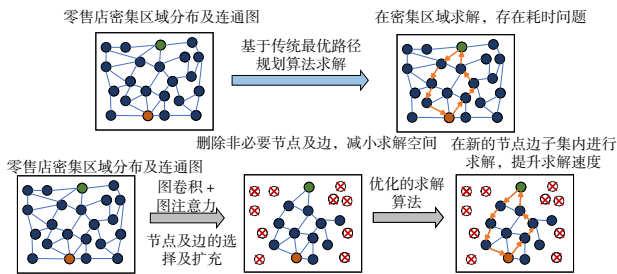 零售店密集区域分布及连通图
在密集区域求解，存在耗时问题
基于传统最优路径
规划算法求解
删除非必要节点及边，减小求解空间
在新的节点边子集内进行
求解，提升求解速度
零售店密集区域分布及连通图
图卷积+
图注意力
节点及边的选
择及扩充
优化的求解
算法